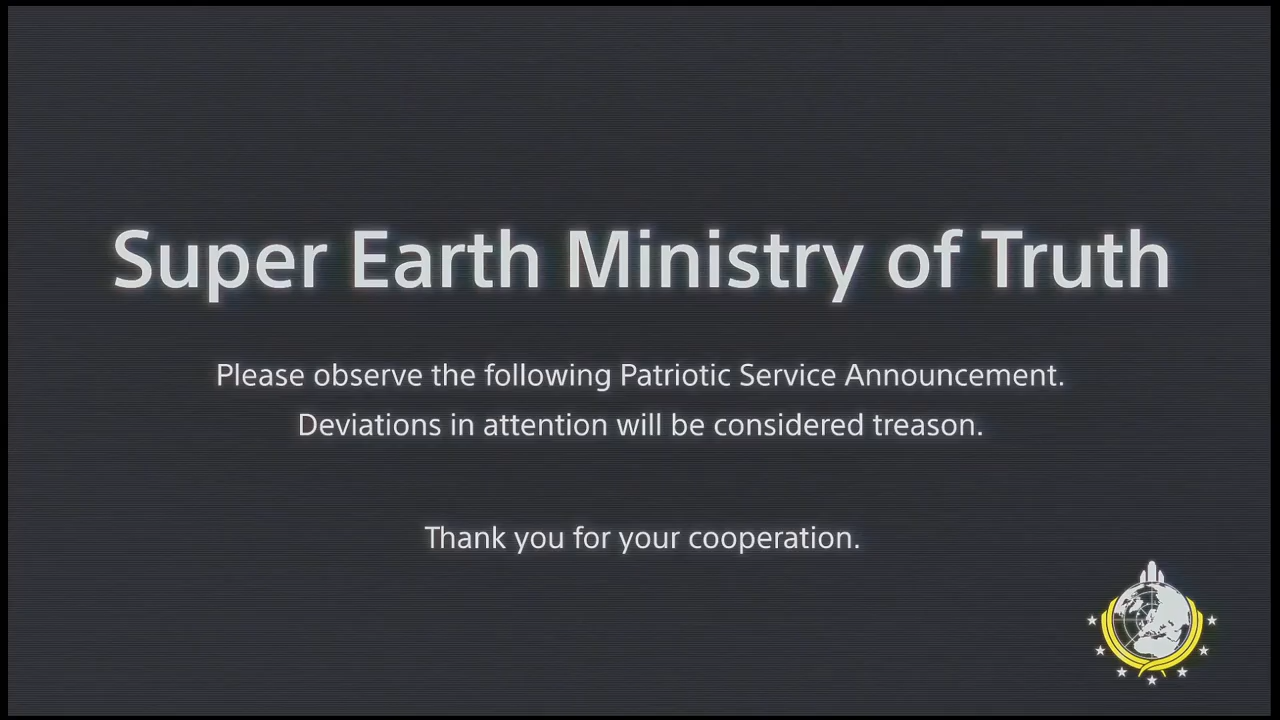 Super Earth Ministry of Truth
Please observe the following Patriotic Service Announcement.
Deviations in attention will be considered treason.
Thank you for your cooperation.